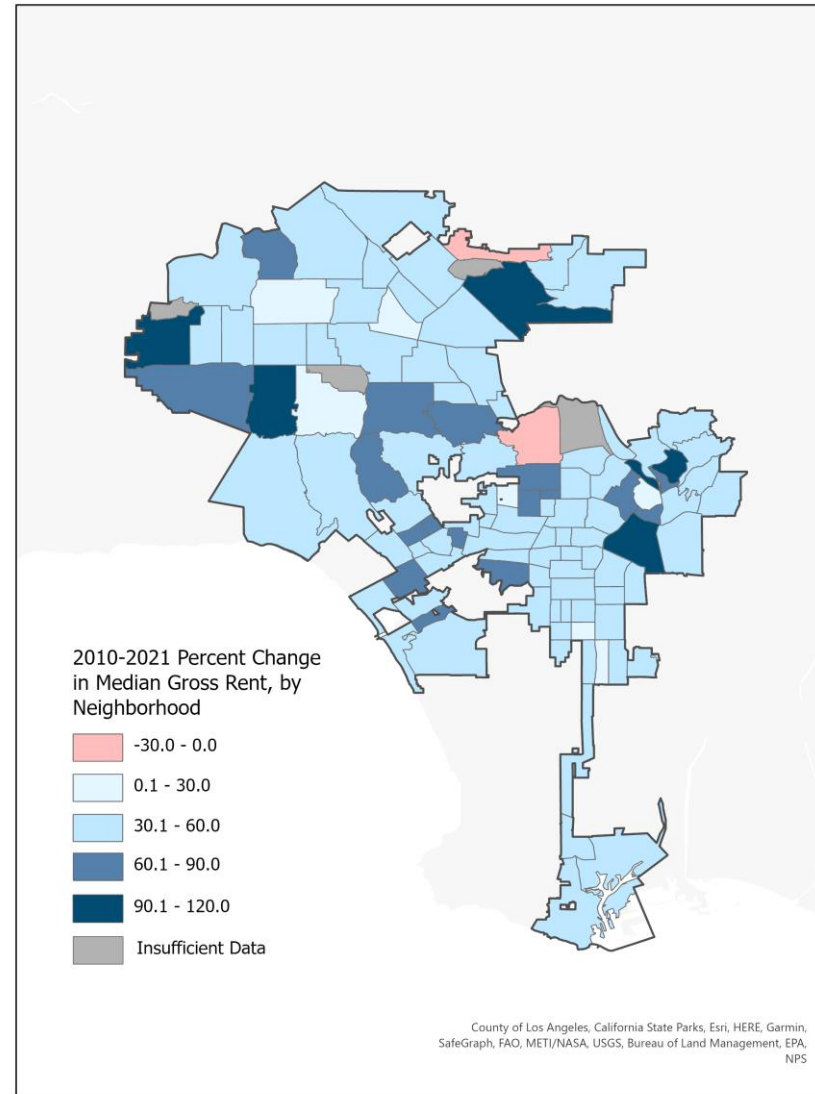 2010-2021 Percent Change
in Median Gross Rent, by
Neighborhood
-30.0 - 0.0
0.1 - 30.0
30.1 - 60.0
60.1 - 90.0
90.1 - 120.0
Insufficient Data
County of Los Angeles, California State Parks, Esri, HERE, Garmin,
SafeGraph, FAO, METI/NASA, USGS, Bureau of Land Management, EPA,
NPS